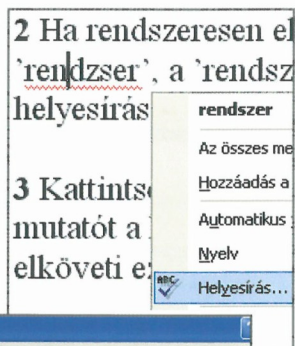 2 Ha rendszeresen el
'rendzser', a 'rendsz
helyesírás
rendszer
Az összes me
Hozzáadás a
3 Kattints
Automatikus
mutatót a
Nyelv
elköveti e
ABC
Helyesírás...